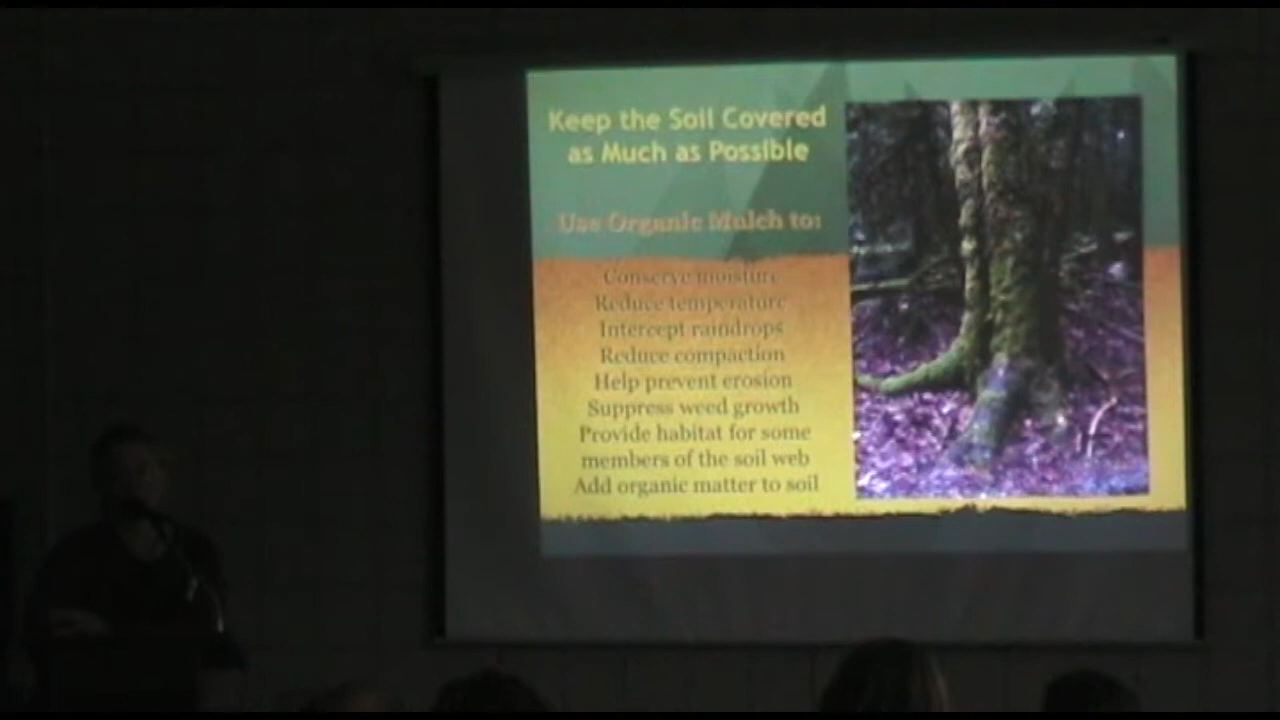 Keep the Soil Covered
as Much as Possible
Use Organic Mulch to:
Conserve moisture
Reduce temperature
Intercept raindrops
Reduce compaction
Help prevent erosion
Suppress weed growth
Provide habitat for some
members of the soil web
Add organic matter to soil